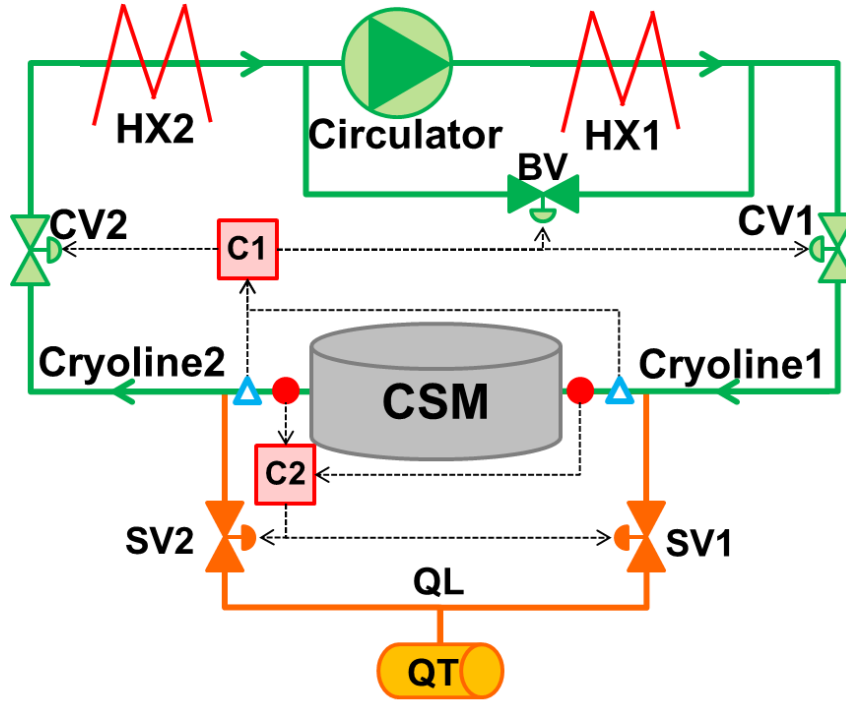 HX2
Circulator
HX1
BV
CV2
CV1
C1
Cryoline2
CSM
Cryoline1
C2
SV2
SV1
QL
QT